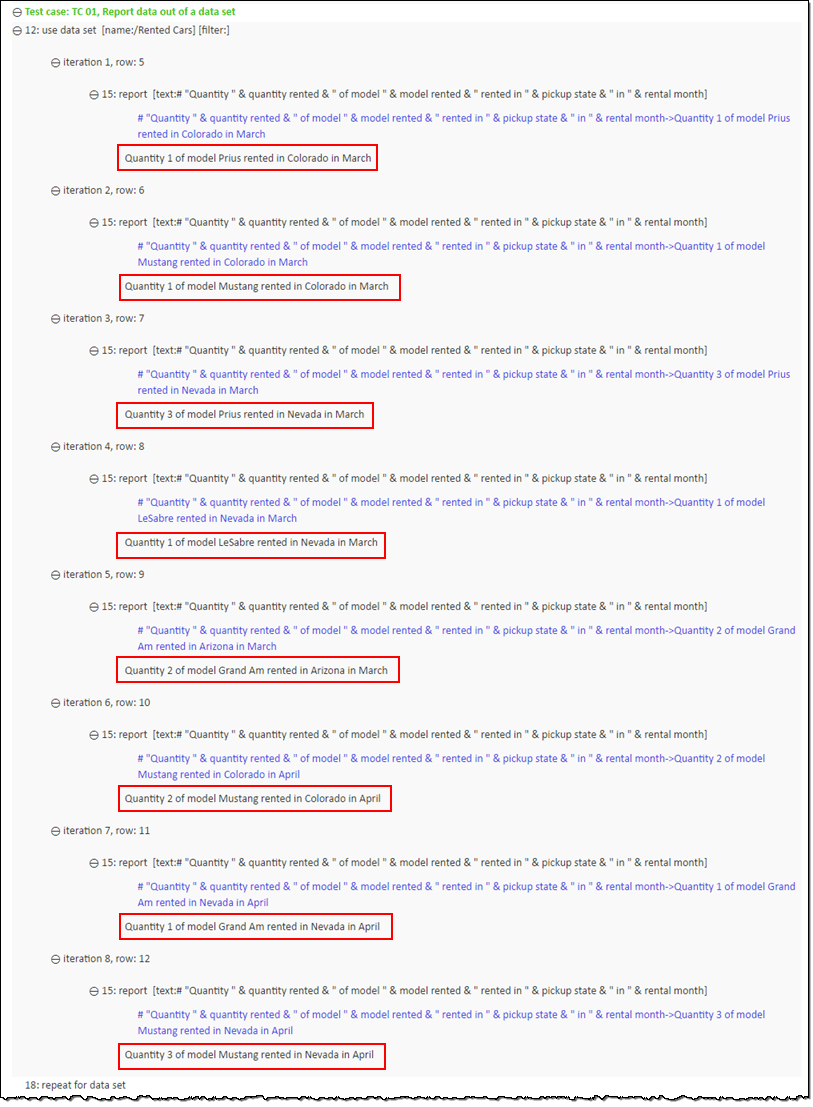 Test case: TC 01, Report data out of a data set
12: use data set [name:/Rented Cars] [filter:]
iteration 1, row: 5
15: report [text:# "Quantity " & quantity rented & " of model " & model rented & " rented in " & pickup state & " in " & rental month]
# "Quantity " & quantity rented & " of model " & model rented & " rented in " & pickup state & " in " & rental month->Quantity 1 of model Prius
rented in Colorado in March
Quantity 1 of model Prius rented in Colorado in March
iteration 2, row: 6
15: report [text:# "Quantity " & quantity rented & " of model " & model rented & " rented in " & pickup state & " in " & rental month]
# "Quantity " & quantity rented & " of model " & model rented & " rented in " & pickup state & " in " & rental month->Quantity 1 of model
Mustang rented in Colorado in March
Quantity 1 of model Mustang rented in Colorado in March
iteration 3, row: 7
15: report [text:# "Quantity " & quantity rented & " of model " & model rented & " rented in " & pickup state & " in " & rental month]
# "Quantity " & quantity rented & " of model " & model rented & " rented in " & pickup state & " in " & rental month->Quantity 3 of model Prius
rented in Nevada in March
Quantity 3 of model Prius rented in Nevada in March
iteration 4, row: 8
15: report [text:# "Quantity " & quantity rented & " of model " & model rented & " rented in " & pickup state & " in " & rental month]
# "Quantity " & quantity rented & " of model " & model rented & " rented in " & pickup state & " in " & rental month->Quantity 1 of model
LeSabre rented in Nevada in March
Quantity 1 of model LeSabre rented in Nevada in March
iteration 5, row: 9
15: report [text:# "Quantity " & quantity rented & " of model " & model rented & " rented in " & pickup state & " in " & rental month]
# "Quantity " & quantity rented & " of model " & model rented & " rented in " & pickup state & " in " & rental month->Quantity 2 of model Grand
Am rented in Arizona in March
Quantity 2 of model Grand Am rented in Arizona in March
iteration 6, row: 10
15: report [text:# "Quantity " & quantity rented & " of model " & model rented & " rented in " & pickup state & " in " & rental month]
# "Quantity " & quantity rented & " of model " & model rented & " rented in " & pickup state & " in " & rental month->Quantity 2 of model
Mustang rented in Colorado in April
Quantity 2 of model Mustang rented in Colorado in April
iteration 7, row: 11
15: report [text:# "Quantity " & quantity rented & " of model " & model rented & " rented in " & pickup state & " in " & rental month]
# "Quantity " & quantity rented & " of model " & model rented & " rented in " & pickup state & " in " & rental month->Quantity 1 of model Grand
Am rented in Nevada in April
Quantity 1 of model Grand Am rented in Nevada in April
iteration 8, row: 12
15: report [text:# "Quantity " & quantity rented & " of model " & model rented & " rented in " & pickup state & " in " & rental month]
# "Quantity " & quantity rented & " of model " & model rented & " rented in " & pickup state & " in " & rental month->Quantity 3 of model
Mustang rented in Nevada in April
Quantity 3 of model Mustang rented in Nevada in April
18: repeat for data set